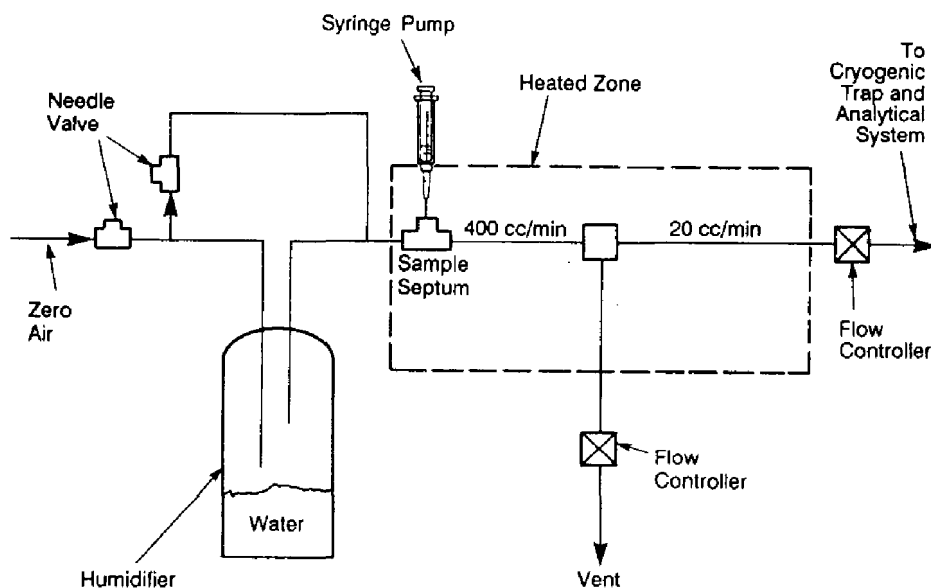 Syringe Pump
To
Cryogenic
Trap and
Analytical
System
Heated Zone
Needle
Valve
400 cc/min
20 cc/min
Sample
Septum
Zero
Air
Flow
Controller
Flow
Controller
Water
Humidifier
Vent